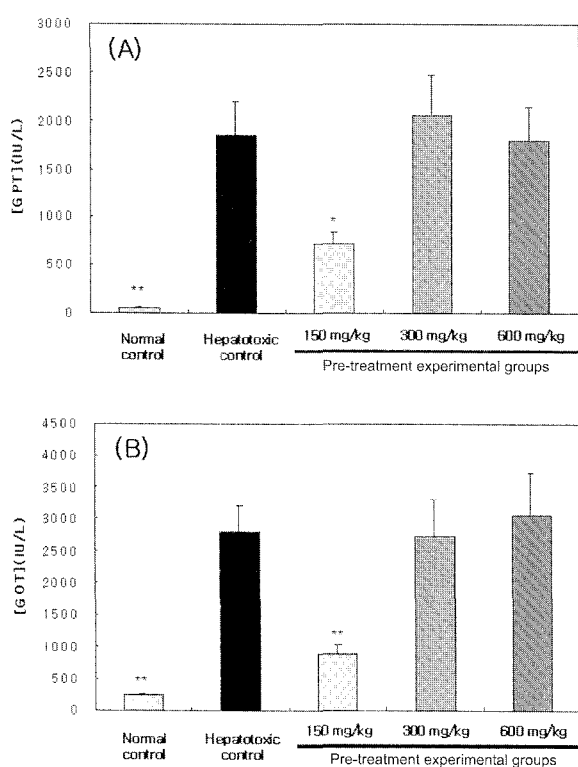 (A)
[GPT](IU/L)
3000
2500
2000
1500
1000
500
0
**
*
Normal control
Hepatotoxic control
150 mg/kg
300 mg/kg
600 mg/kg
Pre-treatment experimental groups
(B)
[GOT](IU/L)
4500
4000
3500
3000
2500
2000
1500
1000
500
0
**
**
Normal control
Hepatotoxic control
150 mg/kg
300 mg/kg
600 mg/kg
Pre-treatment experimental groups